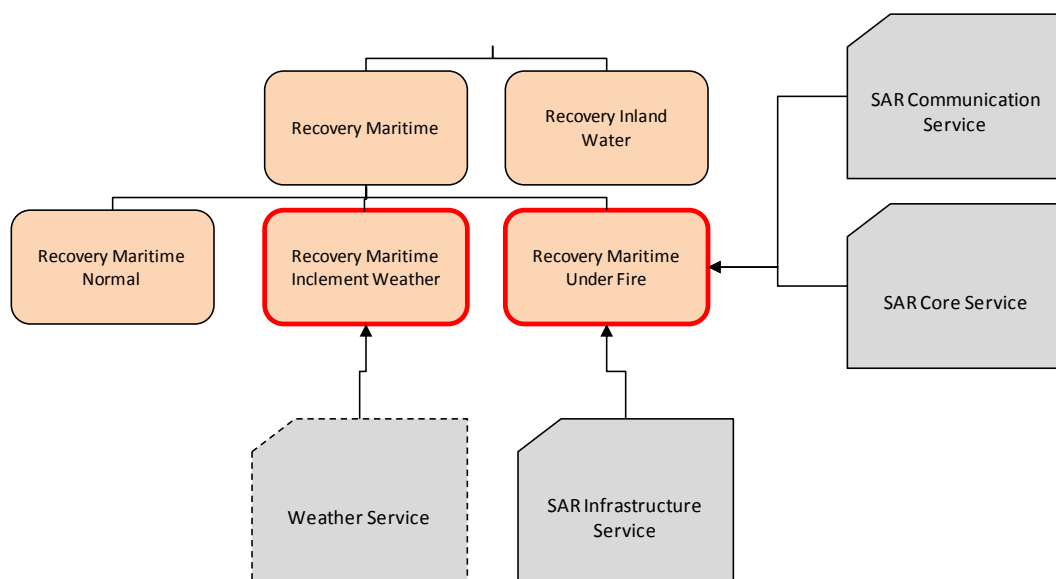 Recovery Maritime
Recovery Inland
Water
SAR Communication
Service
Recovery Maritime
Normal
Recovery Maritime
Inclement Weather
Recovery Maritime
Under Fire
SAR Core Service
Weather Service
SAR Infrastructure
Service